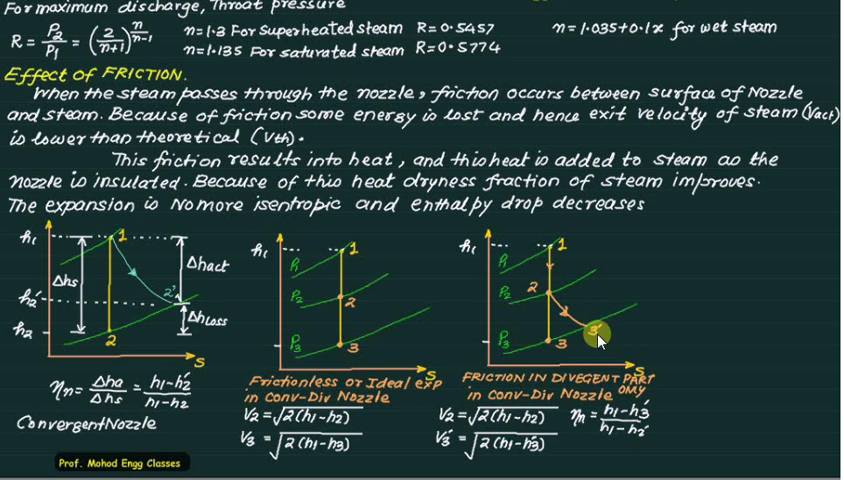 For maximum discharge, Throat pressure
R = P2/P1 = (2/n+1)^n/n-1
n=1.3 For Superheated steam R=0.5457
n=1.135 For saturated steam R=0.5774
n=1.035+0.1x for wet steam
Effect of FRICTION.
When the steam passes through the nozzle, friction occurs between surface of Nozzle
and steam. Because of friction some energy is lost and hence exit velocity of steam (Vact)
is lower than theoretical (Vth).
This friction results into heat, and this heat is added to steam as the
Nozzle is insulated. Because of this heat dryness fraction of steam improves.
The expansion is No more isentropic and enthalpy drop decreases
h1
1
Δhs
Δhact
h2'
2'
Δhloss
h2
2
S
ηn = Δha/Δhs = h1-h2'/h1-h2
Convergent Nozzle
h1
1
P1
P2
2
P3
3
S
Frictionless or Ideal exp
in Conv-Div Nozzle
V2=√2(h1-h2)
V3=√2(h1-h3)
h1
1
P1
2
P2
P3
3
3'
S
FRICTION IN DIVEGENT PART
in Conv-Div Nozzle ONLY
V2=√2(h1-h2)
ηn = h1-h3'/h1-h2'
V3'=√2(h1-h3')
Prof. Mohod Engg Classes